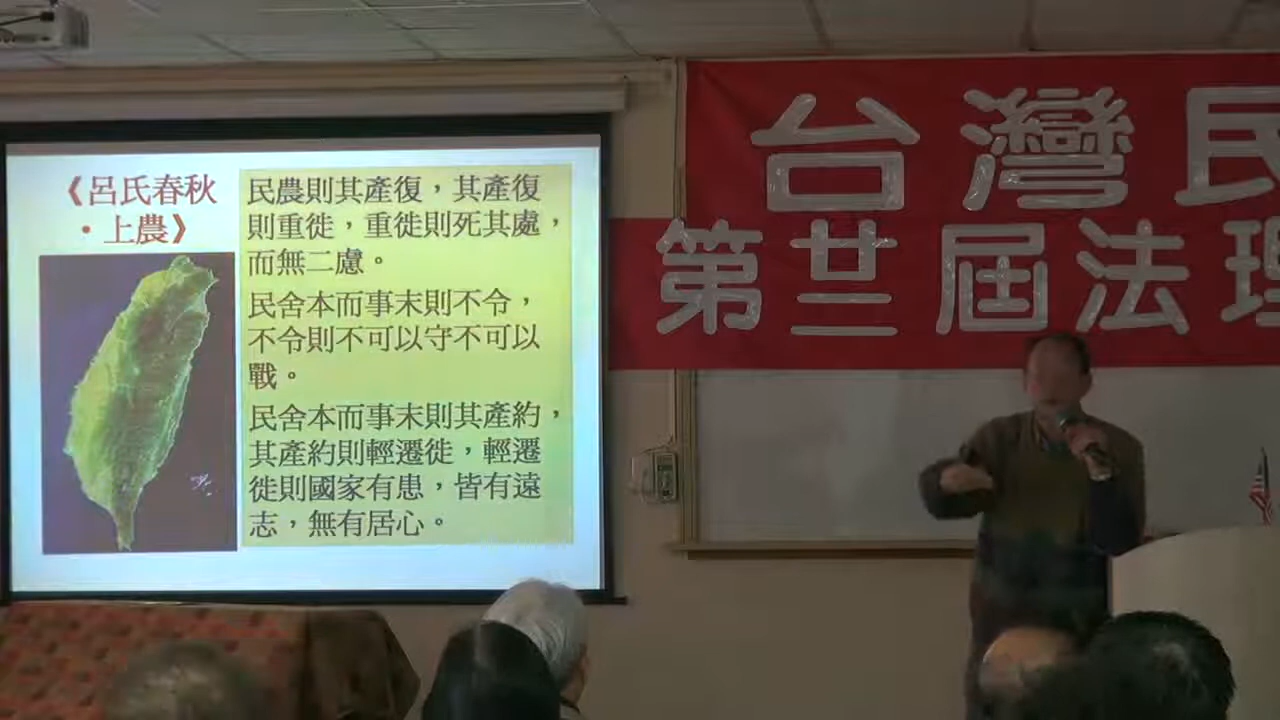 《呂氏春秋
·上農》
民農則其產復，其產復
則重徙，重徙則死其處，
而無二慮。
民舍本而事末則不令，
不令則不可以守不可以
戰。
民舍本而事末則其產約，
其產約則輕遷徙，輕遷
徙則國家有患，皆有遠
志，無有居心。
台灣民
第廿二屆法理